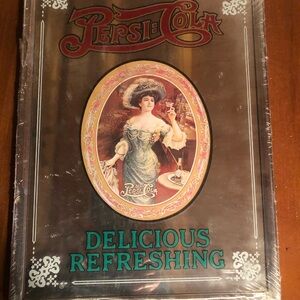 PEPSI=COLA
Pepsi=Cola
DELICIOUS
REFRESHING